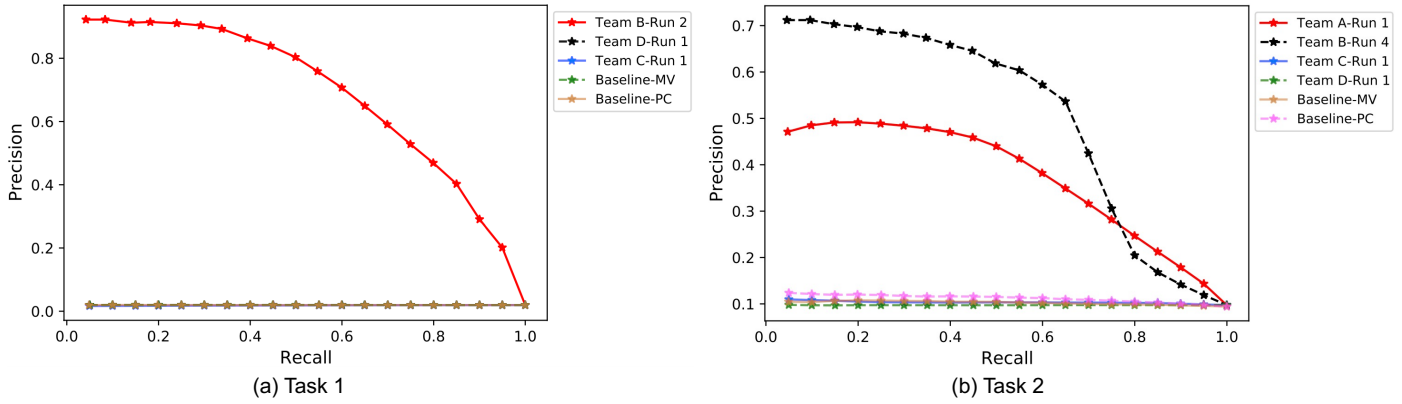 0.8
0.6
0.4
0.2
0.0
Precision
0.0 0.2 0.4 0.6 0.8 1.0
Recall
Team B-Run 2
Team D-Run 1
Team C-Run 1
Baseline-MV
Baseline-PC
(a) Task 1
0.7
0.6
0.5
0.4
0.3
0.2
0.1
Precision
0.0 0.2 0.4 0.6 0.8 1.0
Recall
Team A-Run 1
Team B-Run 4
Team C-Run 1
Team D-Run 1
Baseline-MV
Baseline-PC
(b) Task 2